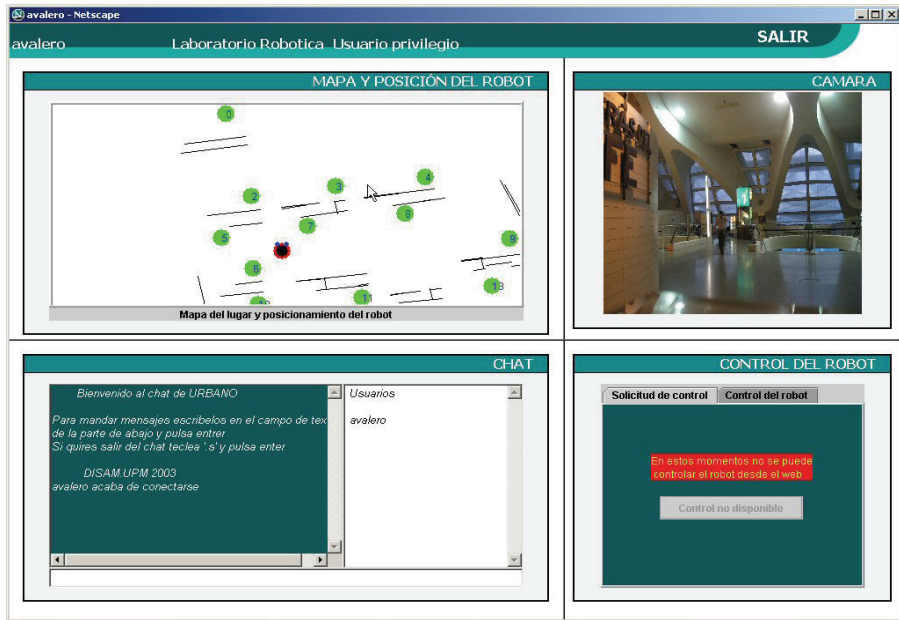 avalero - Netscape
avalero Laboratorio Robotica Usuario privilegio SALIR
MAPA Y POSICIÓN DEL ROBOT
0
3
4
2
8
7
5
9
6
13
11
Mapa del lugar y posicionamiento del robot
CAMARA
FE
CHAT
Bienvenido al chat de URBANO
Para mandar mensajes escribelos en el campo de tex
de la parte de abajo y pulsa entrer
Si quires salir del chat teclea '.s' y pulsa enter
DISAM.UPM 2003
avalero acaba de conectarse
Usuarios
avalero
CONTROL DEL ROBOT
Solicitud de control Control del robot
En estos momentos no se puede
controlar el robot desde el web
Control no disponible